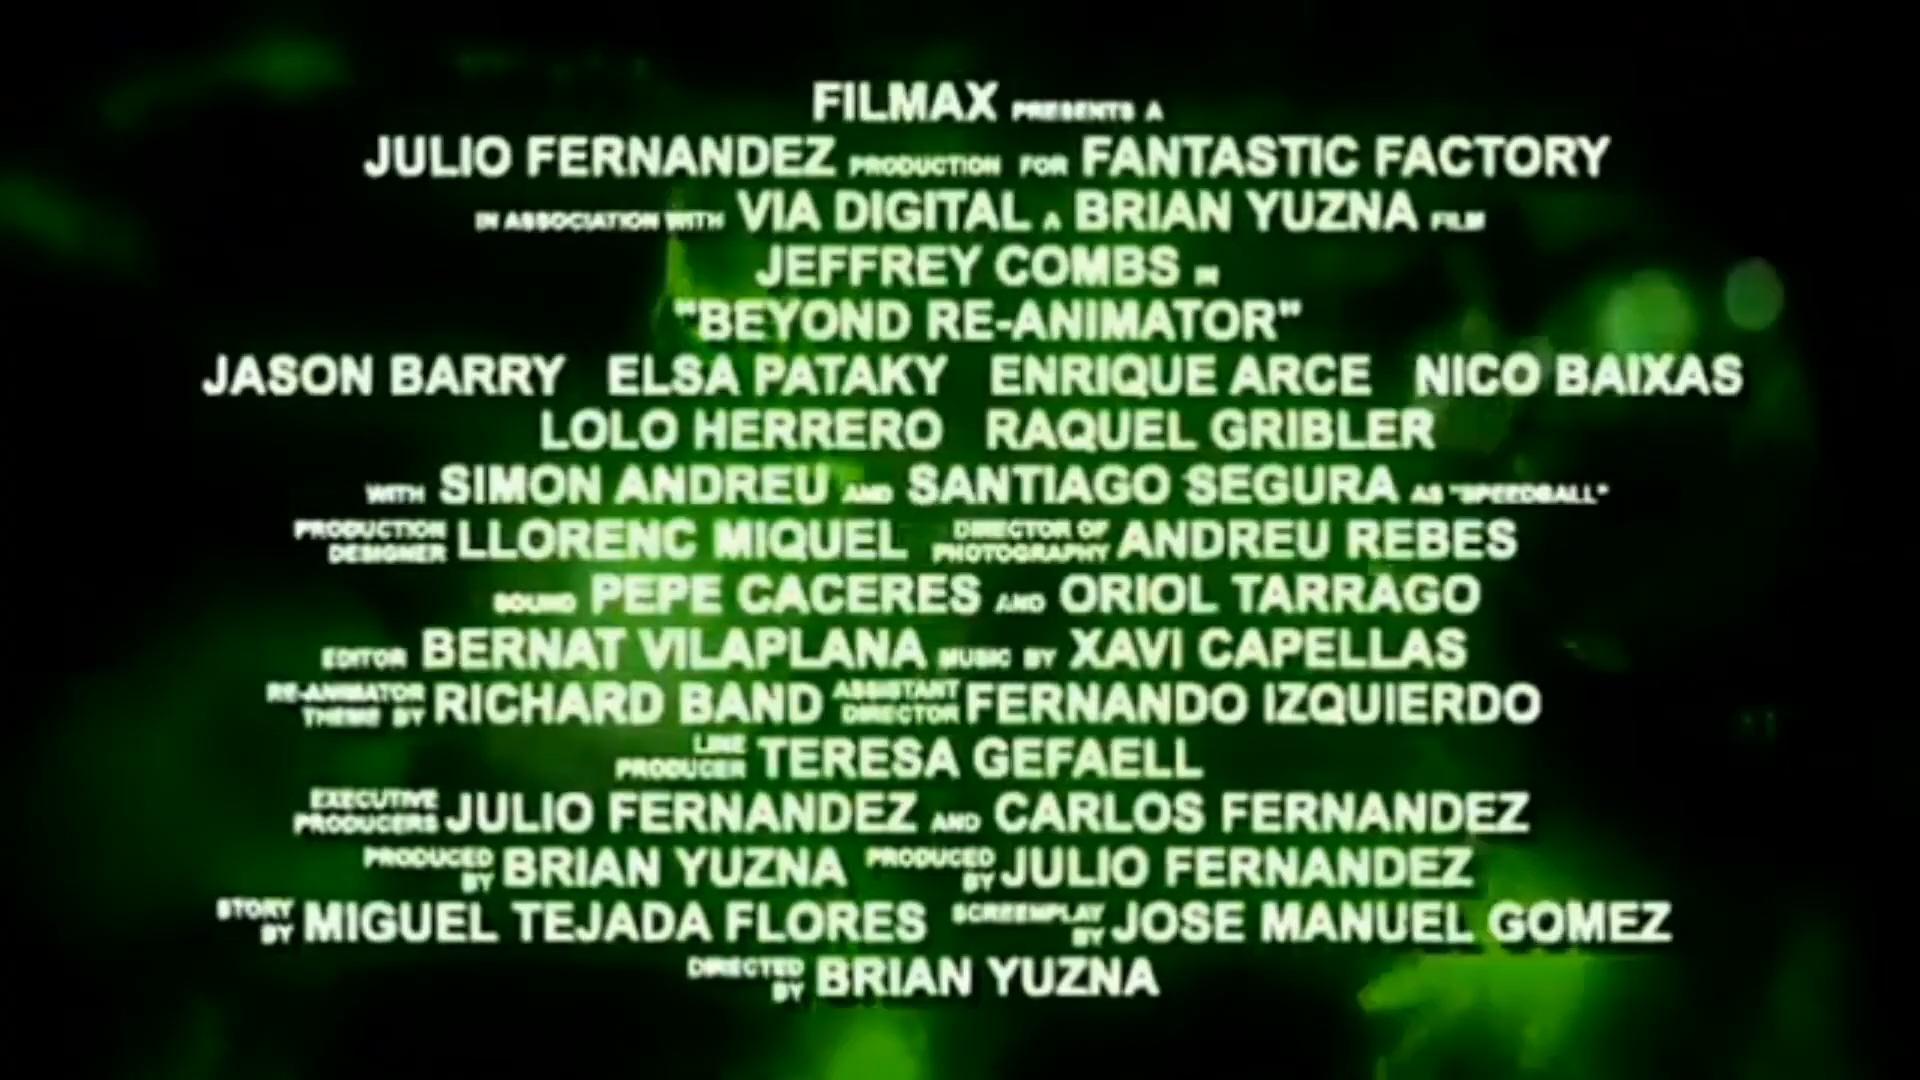 FILMAX PRESENTS A
JULIO FERNANDEZ PRODUCTION FOR FANTASTIC FACTORY
IN ASSOCIATION WITH VIA DIGITAL A BRIAN YUZNA FILM
JEFFREY COMBS IN
"BEYOND RE-ANIMATOR"
JASON BARRY ELSA PATAKY ENRIQUE ARCE NICO BAIXAS
LOLO HERRERO RAQUEL GRIBLER
WITH SIMON ANDREU AND SANTIAGO SEGURA AS "SPEEDBALL"
PRODUCTION DESIGNER LLORENC MIQUEL DIRECTOR OF PHOTOGRAPHY ANDREU REBES
SOUND PEPE CACERES AND ORIOL TARRAGO
EDITOR BERNAT VILAPLANA MUSIC BY XAVI CAPELLAS
RE-ANIMATOR THEME BY RICHARD BAND ASSISTANT DIRECTOR FERNANDO IZQUIERDO
LINE PRODUCER TERESA GEFAELL
EXECUTIVE PRODUCERS JULIO FERNANDEZ AND CARLOS FERNANDEZ
PRODUCED BY BRIAN YUZNA PRODUCED BY JULIO FERNANDEZ
STORY BY MIGUEL TEJADA FLORES SCREENPLAY BY JOSE MANUEL GOMEZ
DIRECTED BY BRIAN YUZNA